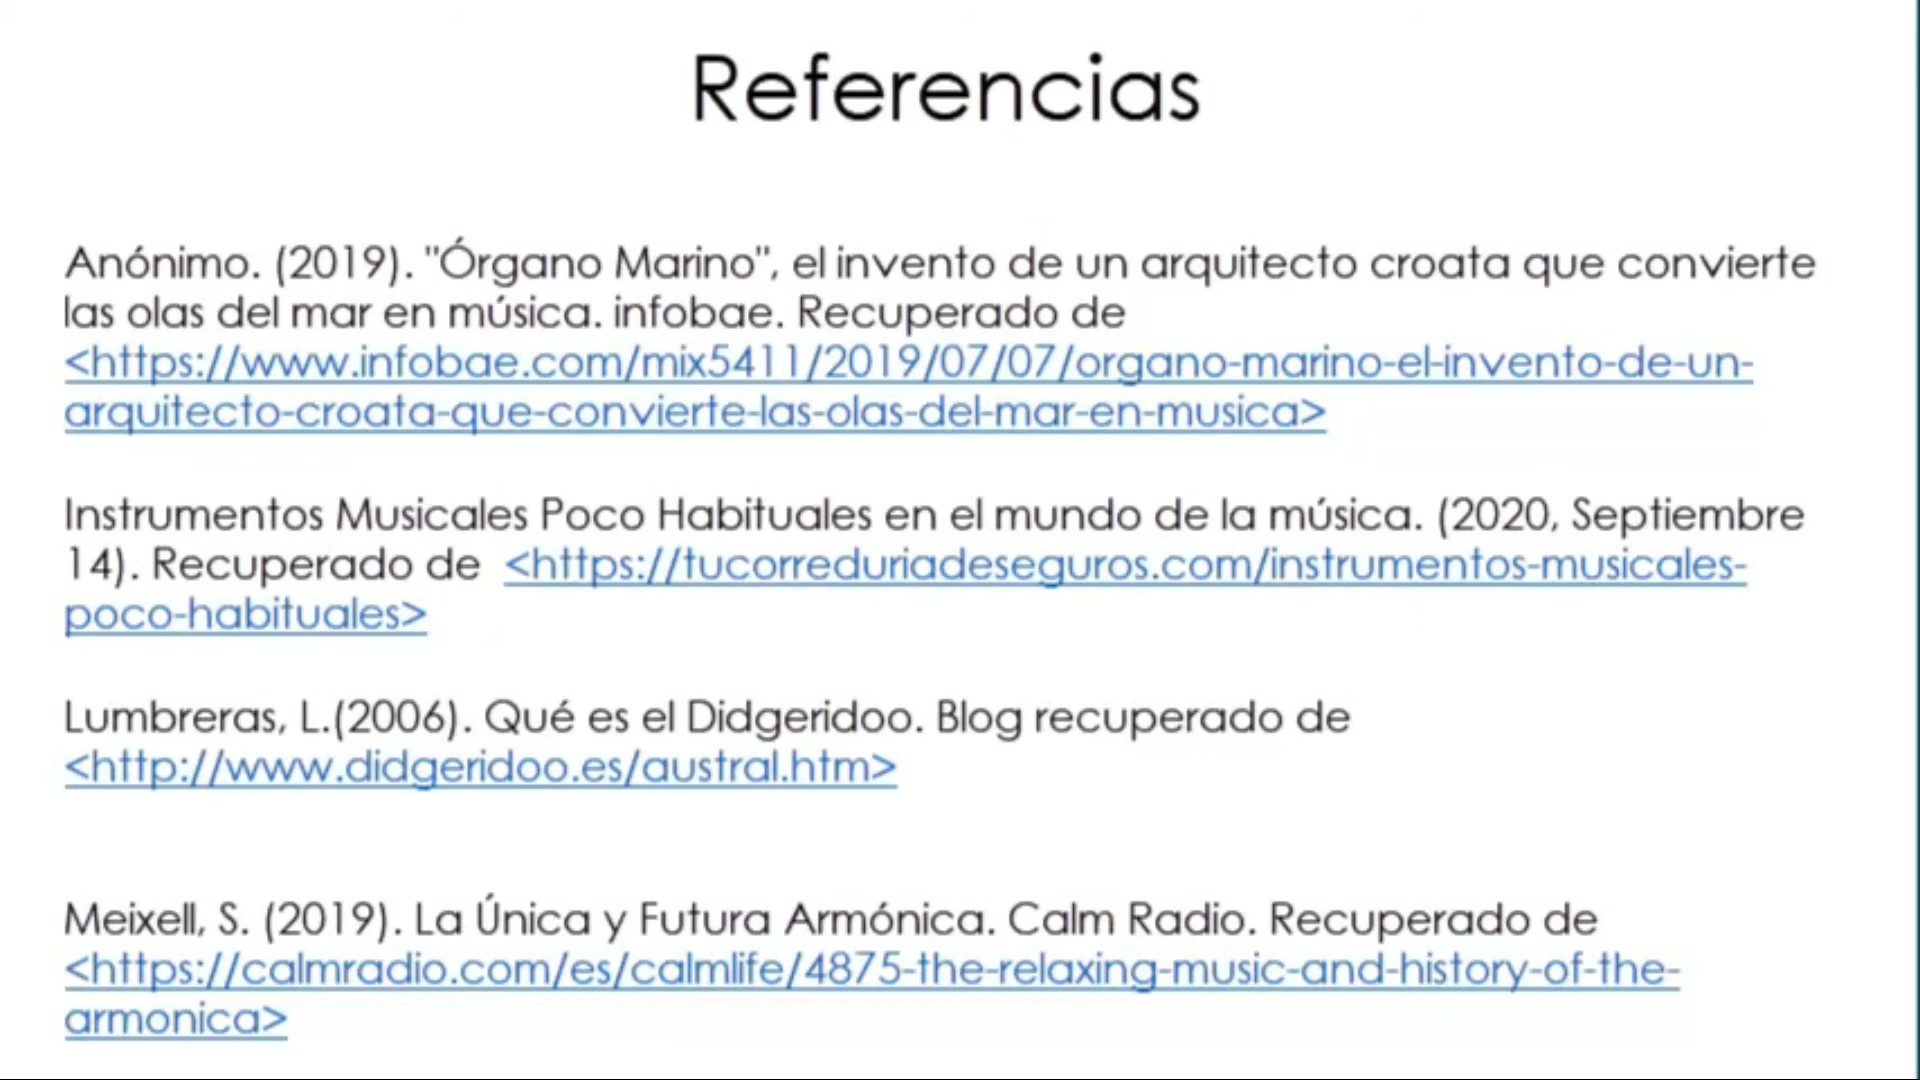 Referencias
Anónimo. (2019). "Órgano Marino", el invento de un arquitecto croata que convierte
las olas del mar en música. infobae. Recuperado de
<https://www.infobae.com/mix5411/2019/07/07/organo-marino-el-invento-de-un-
arquitecto-croata-que-convierte-las-olas-del-mar-en-musica>
Instrumentos Musicales Poco Habituales en el mundo de la música. (2020, Septiembre
14). Recuperado de <https://tucorreduriadeseguros.com/instrumentos-musicales-
poco-habituales>
Lumbreras, L.(2006). Qué es el Didgeridoo. Blog recuperado de
<http://www.didgeridoo.es/austral.htm>
Meixell, S. (2019). La Única y Futura Armónica. Calm Radio. Recuperado de
<https://calmradio.com/es/calmlife/4875-the-relaxing-music-and-history-of-the-
armonica>